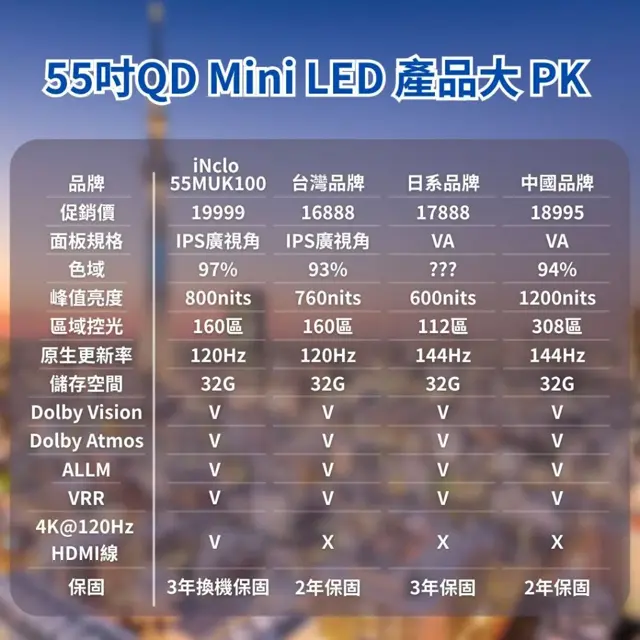 55吋QD Mini LED 產品大 PK
品牌 iNclo 55MUK100 台灣品牌 日系品牌 中國品牌
促銷價 19999 16888 17888 18995
面板規格 IPS廣視角 IPS廣視角 VA VA
色域 97% 93% ??? 94%
峰值亮度 800nits 760nits 600nits 1200nits
區域控光 160區 160區 112區 308區
原生更新率 120Hz 120Hz 144Hz 144Hz
儲存空間 32G 32G 32G 32G
Dolby Vision V V V V
Dolby Atmos V V V V
ALLM V V V V
VRR V V V V
4K@120Hz HDMI線 V X X X
保固 3年換機保固 2年保固 3年保固 2年保固